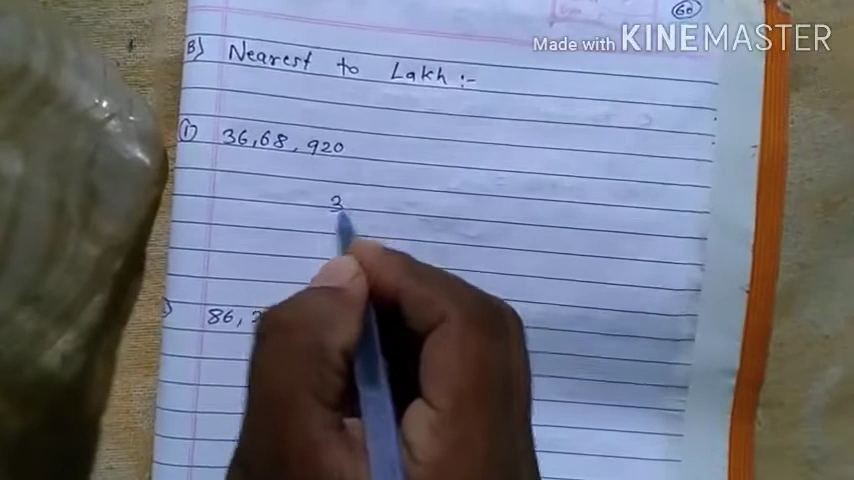 60
Made with KINEMASTER
B) Nearest to Lakh :-
1) 36,68,920
3
86,